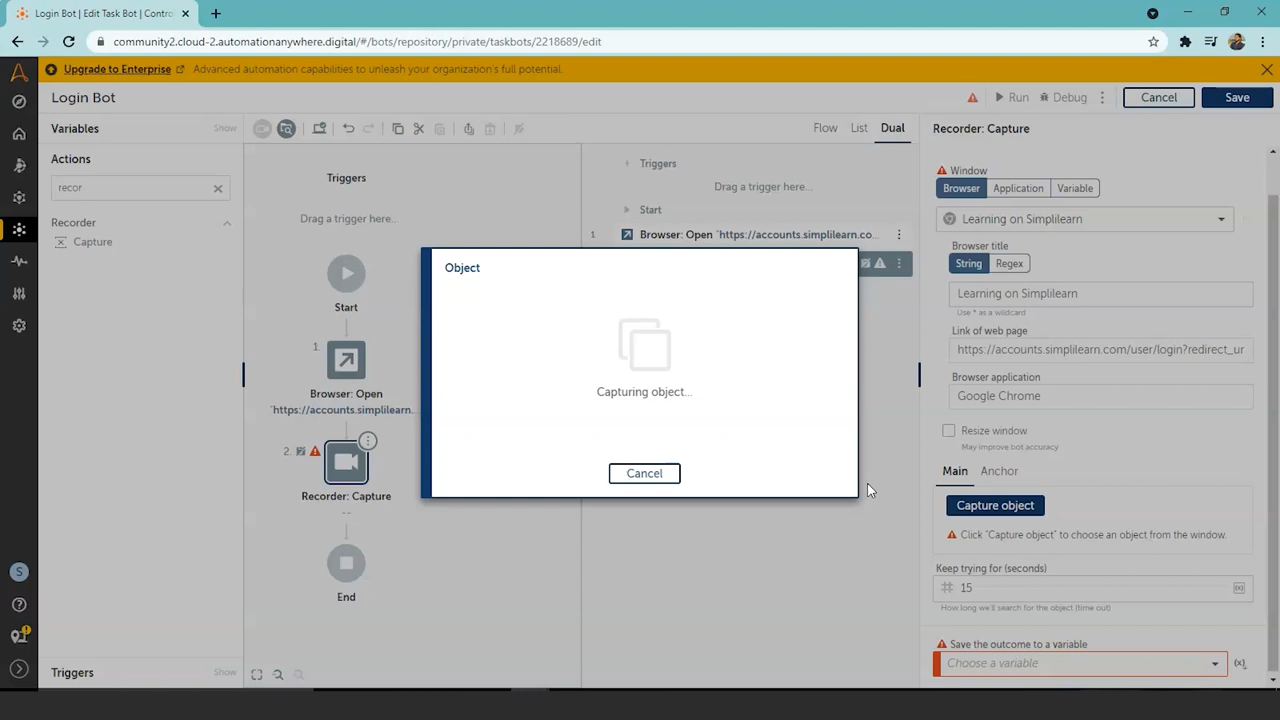 Login Bot | Edit Task Bot | Contro
community2.cloud-2.automationanywhere.digital/#/bots/repository/private/taskbots/2218689/edit
Upgrade to Enterprise
Advanced automation capabilities to unleash your organization's full potential.
Login Bot
Run
Debug
Cancel
Save
Variables
Show
Flow
List
Dual
Recorder: Capture
Actions
recor
Recorder
Capture
Triggers
Show
Triggers
Drag a trigger here...
Start
1.
Browser: Open
`https://accounts.simplilearn....
2.
Recorder: Capture
--
End
Triggers
Drag a trigger here...
Start
1
Browser: Open `https://accounts.simplilearn.co...
Object
Capturing object...
Cancel
Window
Browser
Application
Variable
Learning on Simplilearn
Browser title
String
Regex
Learning on Simplilearn
Use * as a wildcard
Link of web page
https://accounts.simplilearn.com/user/login?redirect_ur
Browser application
Google Chrome
Resize window
May improve bot accuracy
Main
Anchor
Capture object
Click "Capture object" to choose an object from the window.
Keep trying for (seconds)
# 15
(x)
How long we'll search for the object (time out)
Save the outcome to a variable
Choose a variable
(x)
S